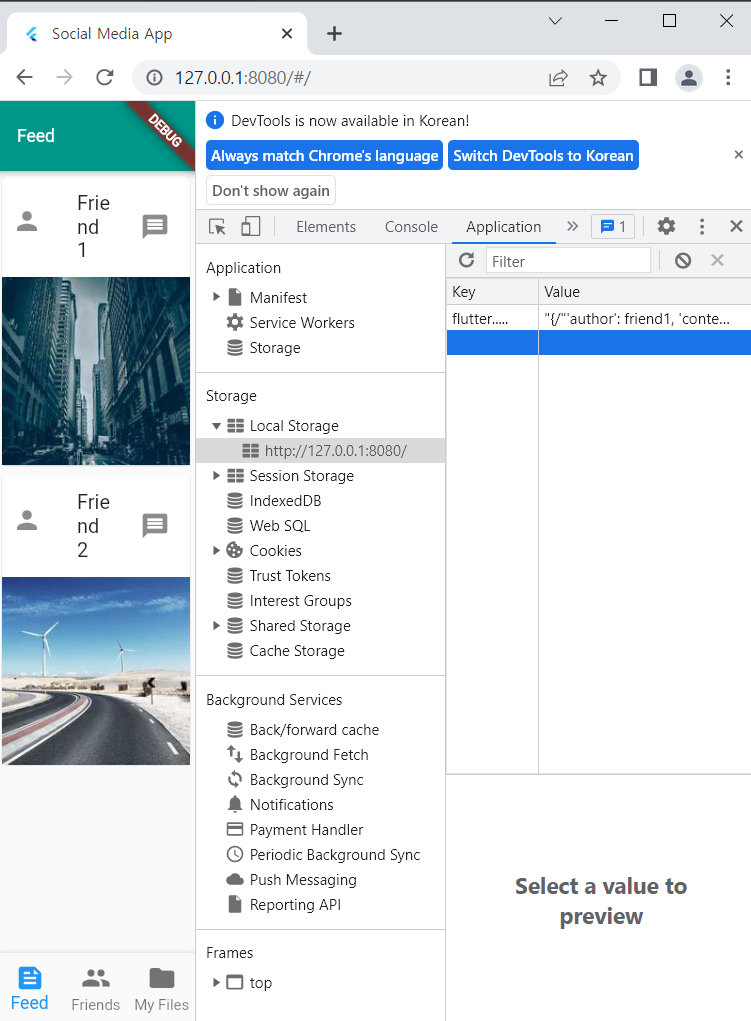 Social Media App
127.0.0.1:8080/#/
Feed
DEBUG
Frie
nd
1
Frie
nd
2
Feed
Friends
My Files
DevTools is now available in Korean!
Always match Chrome's language
Switch DevTools to Korean
Don't show again
Elements
Console
Application
1
Application
Manifest
Service Workers
Storage
Storage
Local Storage
http://127.0.0.1:8080/
Session Storage
IndexedDB
Web SQL
Cookies
Trust Tokens
Interest Groups
Shared Storage
Cache Storage
Background Services
Back/forward cache
Background Fetch
Background Sync
Notifications
Payment Handler
Periodic Background Sync
Push Messaging
Reporting API
Frames
top
Filter
Key Value
flutter..... "{/"'author': friend1, 'conte...
Select a value to
preview